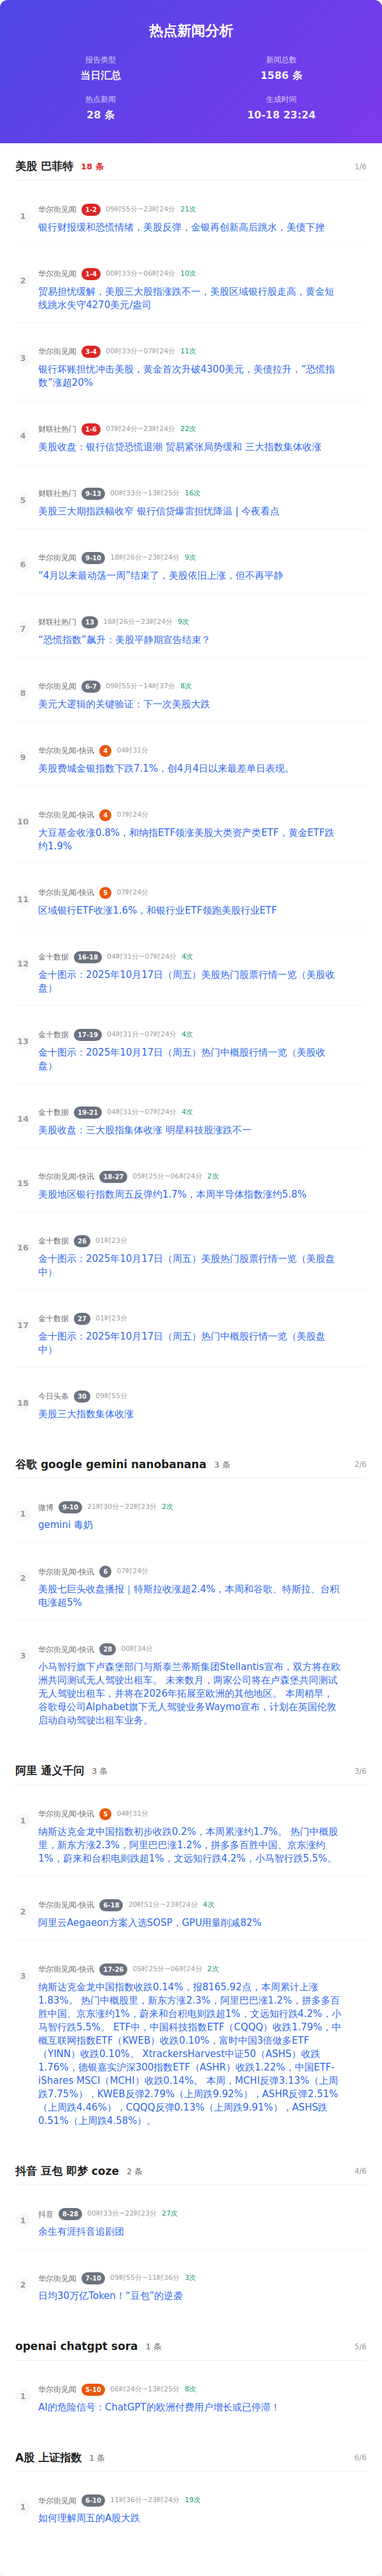 热点新闻分析
报告类型
当日汇总
新闻总数
1586 条
热点新闻
28 条
生成时间
10-18 23:24
美股 巴菲特 18 条 1/6
1
华尔街见闻 1-2 09时55分~23时24分 21次
银行财报缓和恐慌情绪，美股反弹，金银再创新高后跳水，美债下挫
2
华尔街见闻 1-4 00时33分~06时24分 10次
贸易担忧缓解，美股三大股指涨跌不一，美股区域银行股走高，黄金短
线跳水失守4270美元/盎司
3
华尔街见闻 3-4 00时33分~07时24分 11次
银行坏账担忧冲击美股，黄金首次升破4300美元，美债拉升，“恐慌指
数”涨超20%
4
财联社热门 1-6 07时24分~23时24分 22次
美股收盘：银行信贷恐慌退潮 贸易紧张局势缓和 三大指数集体收涨
5
财联社热门 9-13 00时33分~13时25分 16次
美股三大期指跌幅收窄 银行信贷爆雷担忧降温 | 今夜看点
6
华尔街见闻 9-10 18时26分~23时24分 9次
“4月以来最动荡一周”结束了，美股依旧上涨，但不再平静
7
财联社热门 13 18时26分~23时24分 9次
“恐慌指数”飙升：美股平静期宣告结束？
8
华尔街见闻 6-7 09时55分~14时37分 8次
美元大逻辑的关键验证：下一次美股大跌
9
华尔街见闻-快讯 4 04时31分
美股费城金银指数下跌7.1%，创4月4日以来最差单日表现。
10
华尔街见闻-快讯 4 07时24分
大豆基金收涨0.8%，和纳指ETF领涨美股大类资产类ETF，黄金ETF跌
约1.9%
11
华尔街见闻-快讯 5 07时24分
区域银行ETF收涨1.6%，和银行业ETF领跑美股行业ETF
12
金十数据 16-18 04时31分~07时24分 4次
金十图示：2025年10月17日（周五）美股热门股票行情一览（美股收
盘）
13
金十数据 17-19 04时31分~07时24分 4次
金十图示：2025年10月17日（周五）热门中概股行情一览（美股收
盘）
14
金十数据 19-21 04时31分~07时24分 4次
美股收盘：三大股指集体收涨 明星科技股涨跌不一
15
华尔街见闻-快讯 18-27 05时25分~06时24分 2次
美股地区银行指数周五反弹约1.7%，本周半导体指数涨约5.8%
16
金十数据 26 01时23分
金十图示：2025年10月17日（周五）美股热门股票行情一览（美股盘
中）
17
金十数据 27 01时23分
金十图示：2025年10月17日（周五）热门中概股行情一览（美股盘
中）
18
今日头条 30 09时55分
美股三大指数集体收涨
谷歌 google gemini nanobanana 3 条 2/6
1
微博 9-10 21时30分~22时23分 2次
gemini 毒奶
2
华尔街见闻-快讯 6 07时24分
美股七巨头收盘播报｜特斯拉收涨超2.4%，本周和谷歌、特斯拉、台积
电涨超5%
3
华尔街见闻-快讯 28 00时34分
小马智行旗下卢森堡部门与斯泰兰蒂斯集团Stellantis宣布，双方将在欧
洲共同测试无人驾驶出租车。 未来数月，两家公司将在卢森堡共同测试
无人驾驶出租车，并将在2026年拓展至欧洲的其他地区。 本周稍早，
谷歌母公司Alphabet旗下无人驾驶业务Waymo宣布，计划在英国伦敦
启动自动驾驶出租车业务。
阿里 通义千问 3 条 3/6
1
华尔街见闻-快讯 5 04时31分
纳斯达克金龙中国指数初步收跌0.2%，本周累涨约1.7%。 热门中概股
里，新东方涨2.3%，阿里巴巴涨1.2%，拼多多百胜中国、京东涨约
1%，蔚来和台积电则跌超1%，文远知行跌4.2%，小马智行跌5.5%。
2
华尔街见闻-快讯 6-18 20时51分~23时24分 4次
阿里云Aegaeon方案入选SOSP，GPU用量削减82%
3
华尔街见闻-快讯 17-26 05时25分~06时24分 2次
纳斯达克金龙中国指数收跌0.14%，报8165.92点，本周累计上涨
1.83%。 热门中概股里，新东方涨2.3%，阿里巴巴涨1.2%，拼多多百
胜中国、京东涨约1%，蔚来和台积电则跌超1%，文远知行跌4.2%，小
马智行跌5.5%。 ETF中，中国科技指数ETF（CQQQ）收跌1.79%，中
概互联网指数ETF（KWEB）收跌0.10%，富时中国3倍做多ETF
（YINN）收跌0.10%。 XtrackersHarvest中证50（ASHS）收跌
1.76%，德银嘉实沪深300指数ETF（ASHR）收跌1.22%，中国ETF-
iShares MSCI（MCHI）收跌0.14%。 本周，MCHI反弹3.13%（上周
跌7.75%），KWEB反弹2.79%（上周跌9.92%），ASHR反弹2.51%
（上周跌4.46%），CQQQ反弹0.13%（上周跌9.91%），ASHS跌
0.51%（上周跌4.58%）。
抖音 豆包 即梦 coze 2 条 4/6
1
抖音 8-28 00时33分~22时23分 27次
余生有涯抖音追剧团
2
华尔街见闻 7-10 09时55分~11时36分 3次
日均30万亿Token！“豆包”的逆袭
openai chatgpt sora 1 条 5/6
1
华尔街见闻 5-10 06时24分~13时25分 8次
AI的危险信号：ChatGPT的欧洲付费用户增长或已停滞！
A股 上证指数 1 条 6/6
1
华尔街见闻 6-10 11时36分~23时24分 19次
如何理解周五的A股大跌